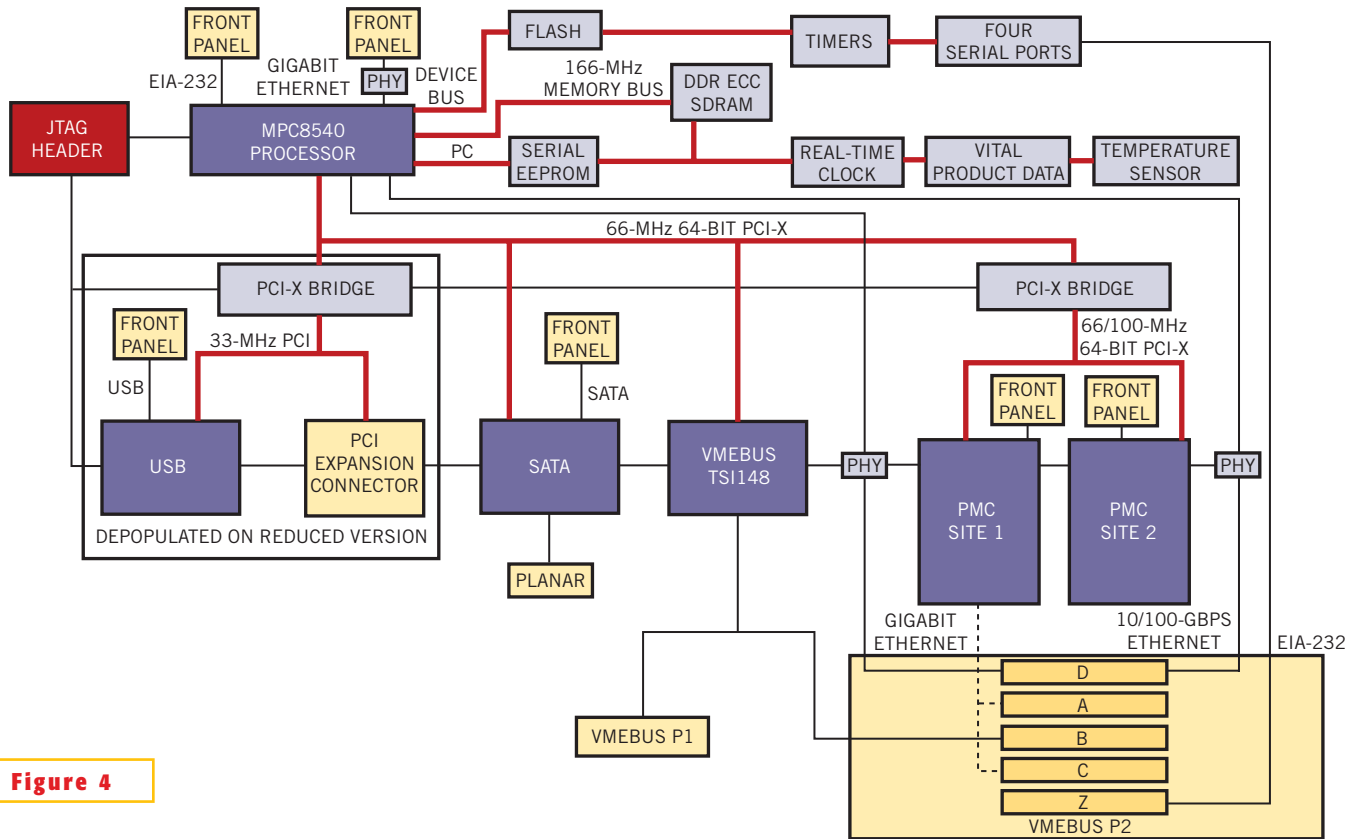 FRONT
PANEL
FRONT
PANEL
EIA-232
GIGABIT
ETHERNET
PHY
DEVICE
BUS
FLASH
TIMERS
FOUR
SERIAL PORTS
166-MHz
MEMORY BUS
DDR ECC
SDRAM
JTAG
HEADER
MPC8540
PROCESSOR
PC
SERIAL
EEPROM
REAL-TIME
CLOCK
VITAL
PRODUCT DATA
TEMPERATURE
SENSOR
66-MHz 64-BIT PCI-X
PCI-X BRIDGE
PCI-X BRIDGE
FRONT
PANEL
33-MHz PCI
USB
FRONT
PANEL
SATA
66/100-MHz
64-BIT PCI-X
FRONT
PANEL
FRONT
PANEL
USB
PCI
EXPANSION
CONNECTOR
SATA
VMEBUS
TSI148
PHY
PMC
SITE 1
PMC
SITE 2
PHY
DEPOPULATED ON REDUCED VERSION
PLANAR
GIGABIT
ETHERNET
10/100-GBPS
ETHERNET
EIA-232
VMEBUS P1
D
A
B
C
Z
VMEBUS P2
Figure 4